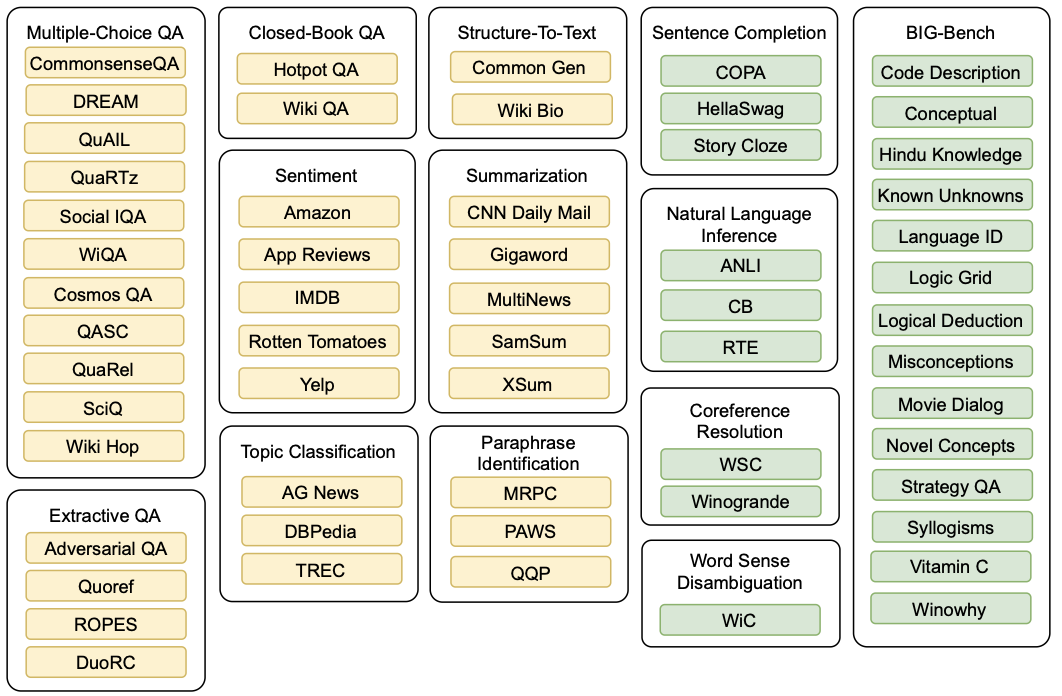 Multiple-Choice QA
CommonsenseQA
DREAM
QuAIL
QuaRTz
Social IQA
WiQA
Cosmos QA
QASC
QuaRel
SciQ
Wiki Hop
Extractive QA
Adversarial QA
Quoref
ROPES
DuoRC
Closed-Book QA
Hotpot QA
Wiki QA
Sentiment
Amazon
App Reviews
IMDB
Rotten Tomatoes
Yelp
Topic Classification
AG News
DBPedia
TREC
Structure-To-Text
Common Gen
Wiki Bio
Summarization
CNN Daily Mail
Gigaword
MultiNews
SamSum
XSum
Paraphrase
Identification
MRPC
PAWS
QQP
Sentence Completion
COPA
HellaSwag
Story Cloze
Natural Language
Inference
ANLI
CB
RTE
Coreference
Resolution
WSC
Winogrande
Word Sense
Disambiguation
WiC
BIG-Bench
Code Description
Conceptual
Hindu Knowledge
Known Unknowns
Language ID
Logic Grid
Logical Deduction
Misconceptions
Movie Dialog
Novel Concepts
Strategy QA
Syllogisms
Vitamin C
Winowhy